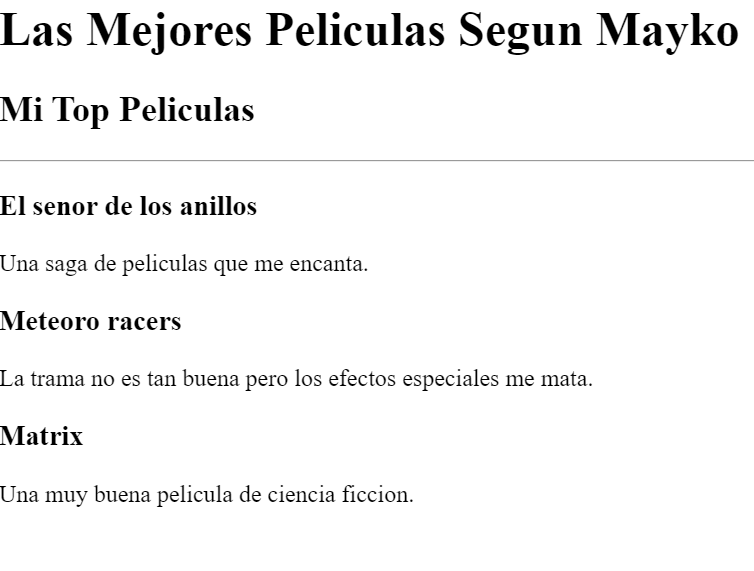 Las Mejores Peliculas Segun Mayko
Mi Top Peliculas
El senor de los anillos
Una saga de peliculas que me encanta.
Meteoro racers
La trama no es tan buena pero los efectos especiales me mata.
Matrix
Una muy buena pelicula de ciencia ficcion.